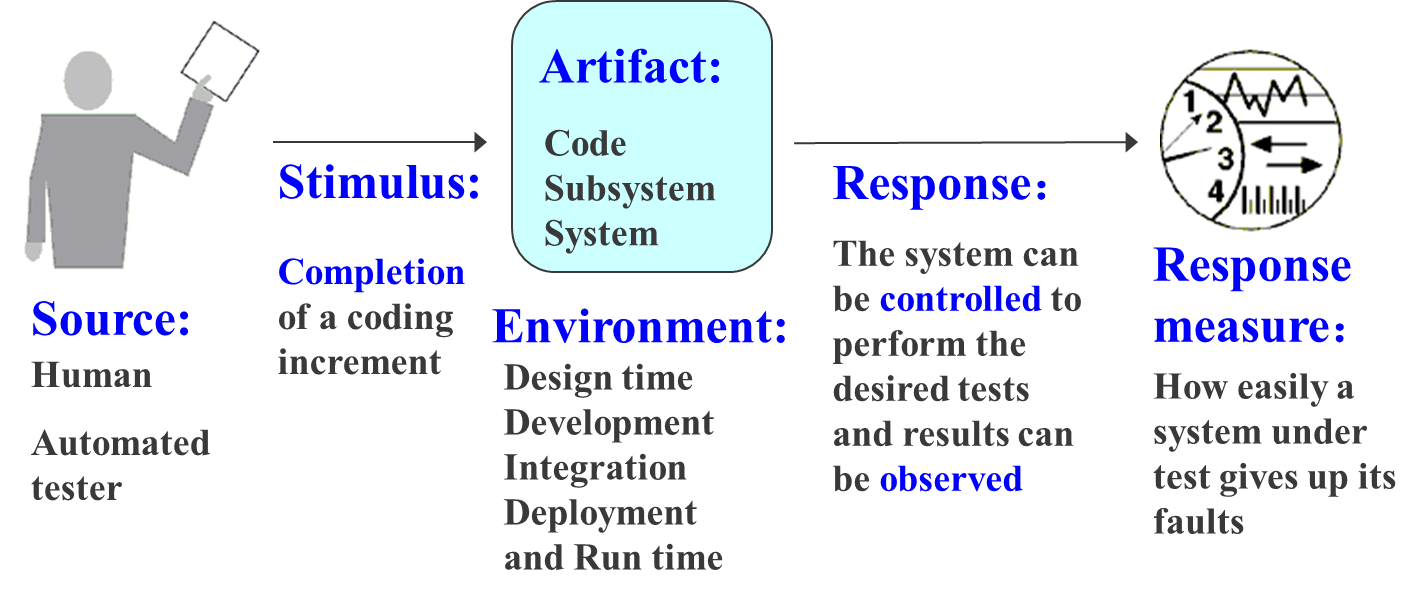 Source:
Human
Automated
tester
Stimulus:
Completion
of a coding
increment
Artifact:
Code
Subsystem
System
Environment:
Design time
Development
Integration
Deployment
and Run time
Response：
The system can
be controlled to
perform the
desired tests
and results can
be observed
1
2
3
4
Response
measure：
How easily a
system under
test gives up its
faults